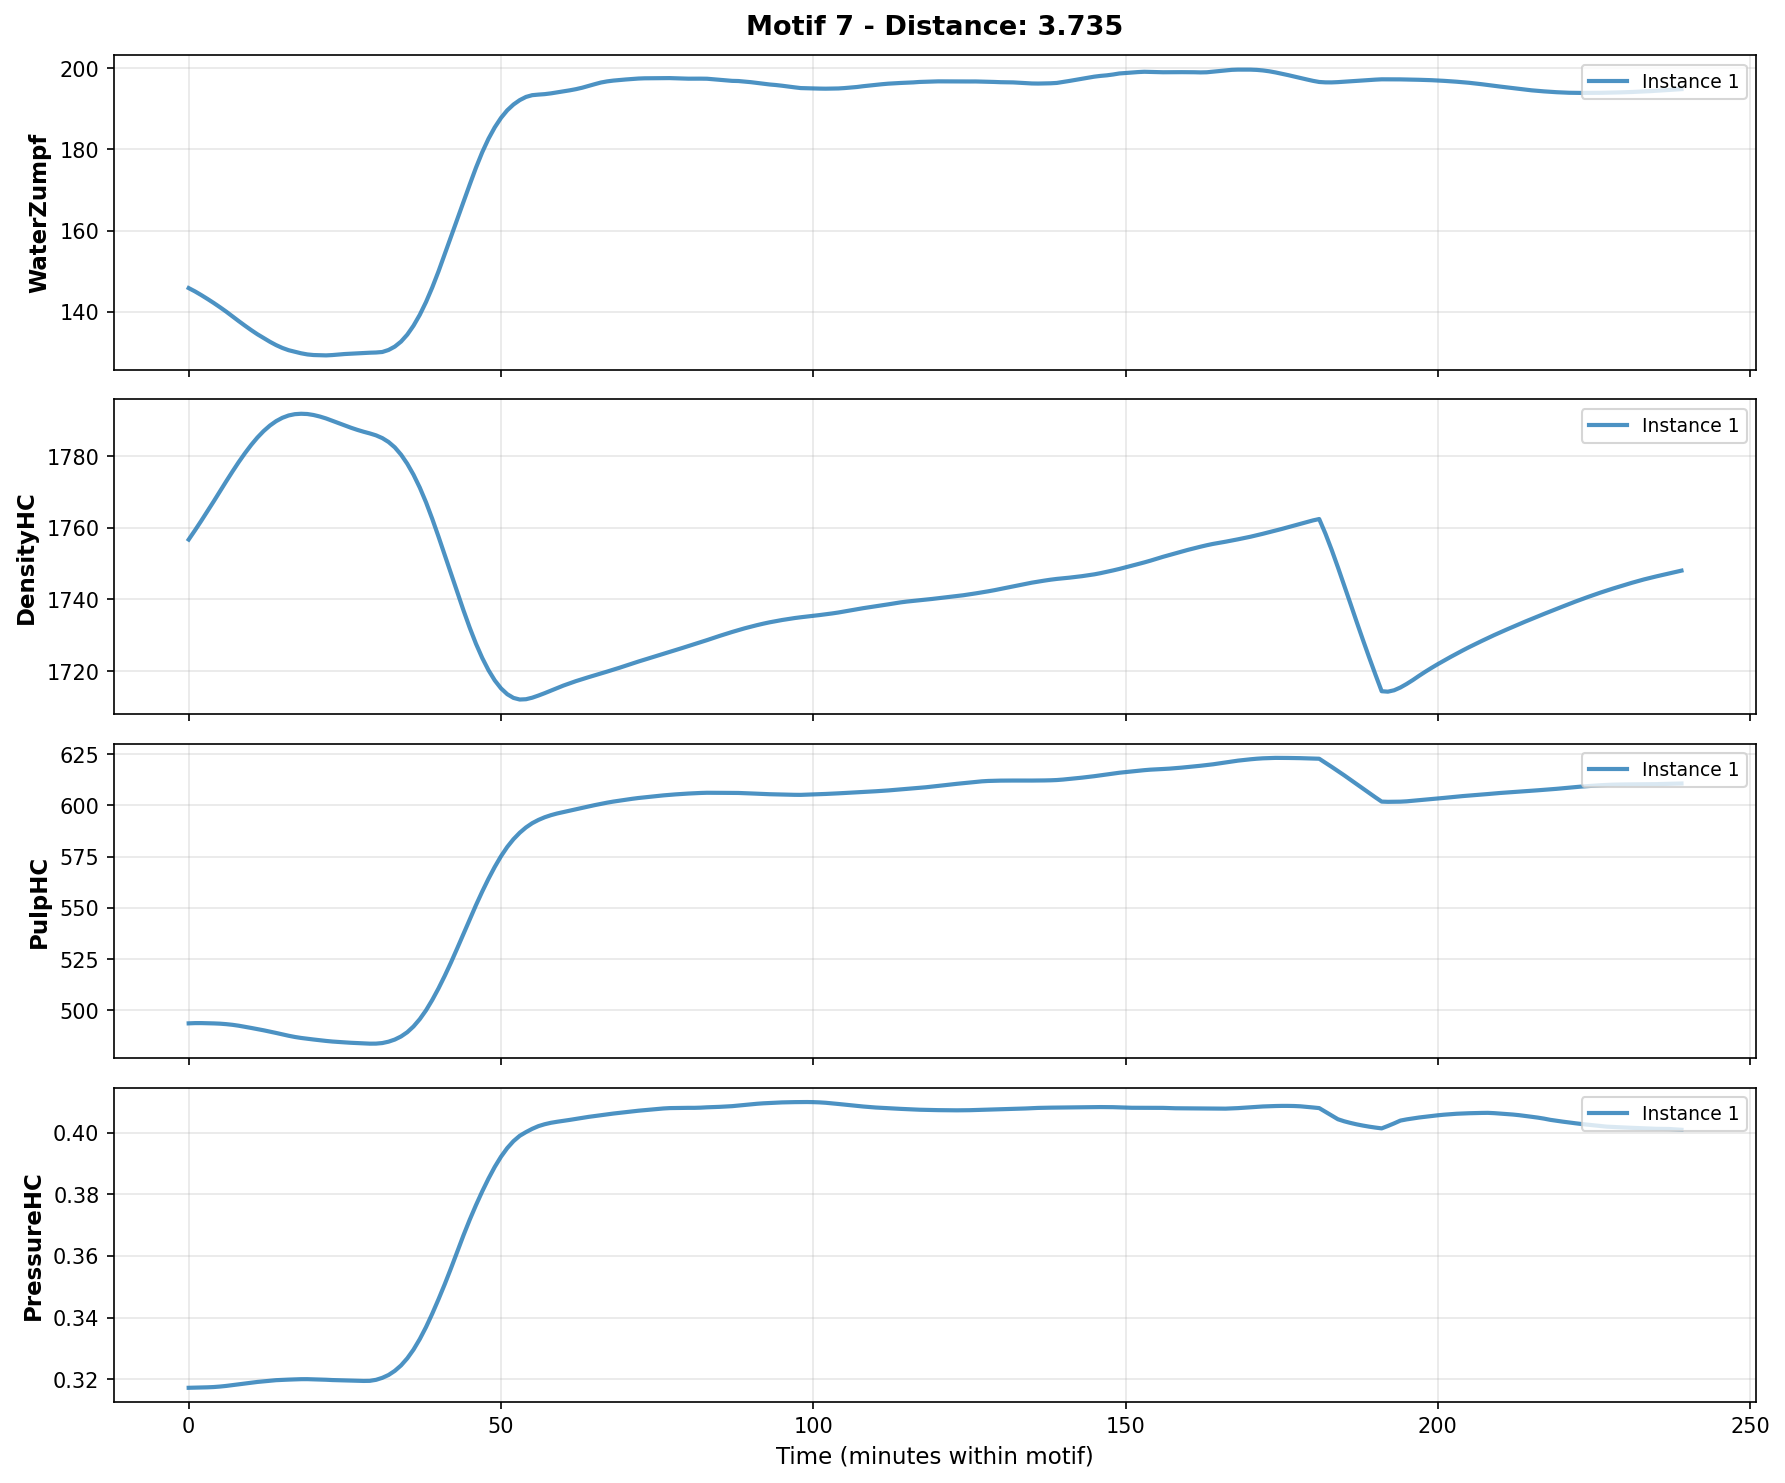 Motif 7 - Distance: 3.735
200
180
160
140
WaterZumpf
Instance 1
1780
1760
1740
1720
DensityHC
Instance 1
625
600
575
550
525
500
PulpHC
Instance 1
0.40
0.38
0.36
0.34
0.32
PressureHC
Instance 1
0 50 100 150 200 250
Time (minutes within motif)